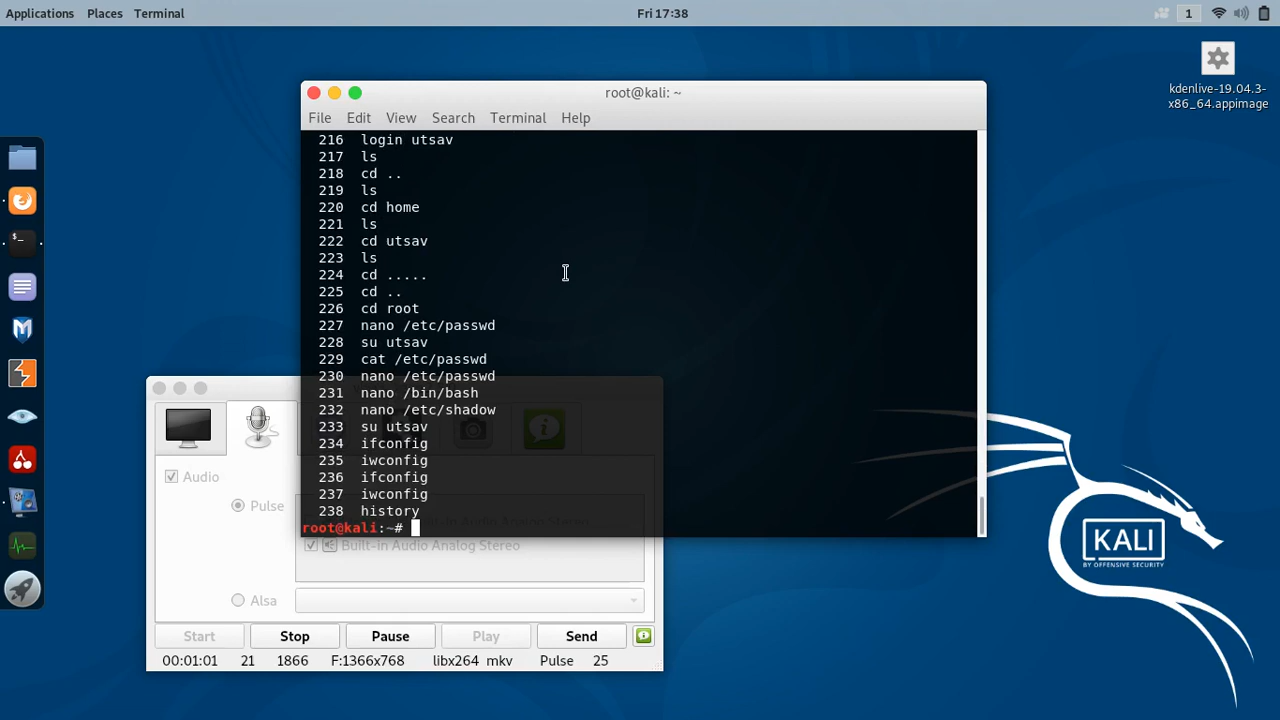 Applications Places Terminal
Fri 17:38
1
kdenlive-19.04.3-
x86_64.appimage
root@kali: ~
File Edit View Search Terminal Help
216 login utsav
217 ls
218 cd ..
219 ls
220 cd home
221 ls
222 cd utsav
223 ls
224 cd .....
225 cd ..
226 cd root
227 nano /etc/passwd
228 su utsav
229 cat /etc/passwd
230 nano /etc/passwd
231 nano /bin/bash
232 nano /etc/shadow
233 su utsav
234 ifconfig
235 iwconfig
236 ifconfig
237 iwconfig
238 history
root@kali:~#
Audio
Pulse
Built-in Audio Analog Stereo
Built-in Audio Analog Stereo
Alsa
Start Stop Pause Play Send
00:01:01 21 1866 F:1366x768 libx264 mkv Pulse 25
KALI
BY OFFENSIVE SECURITY